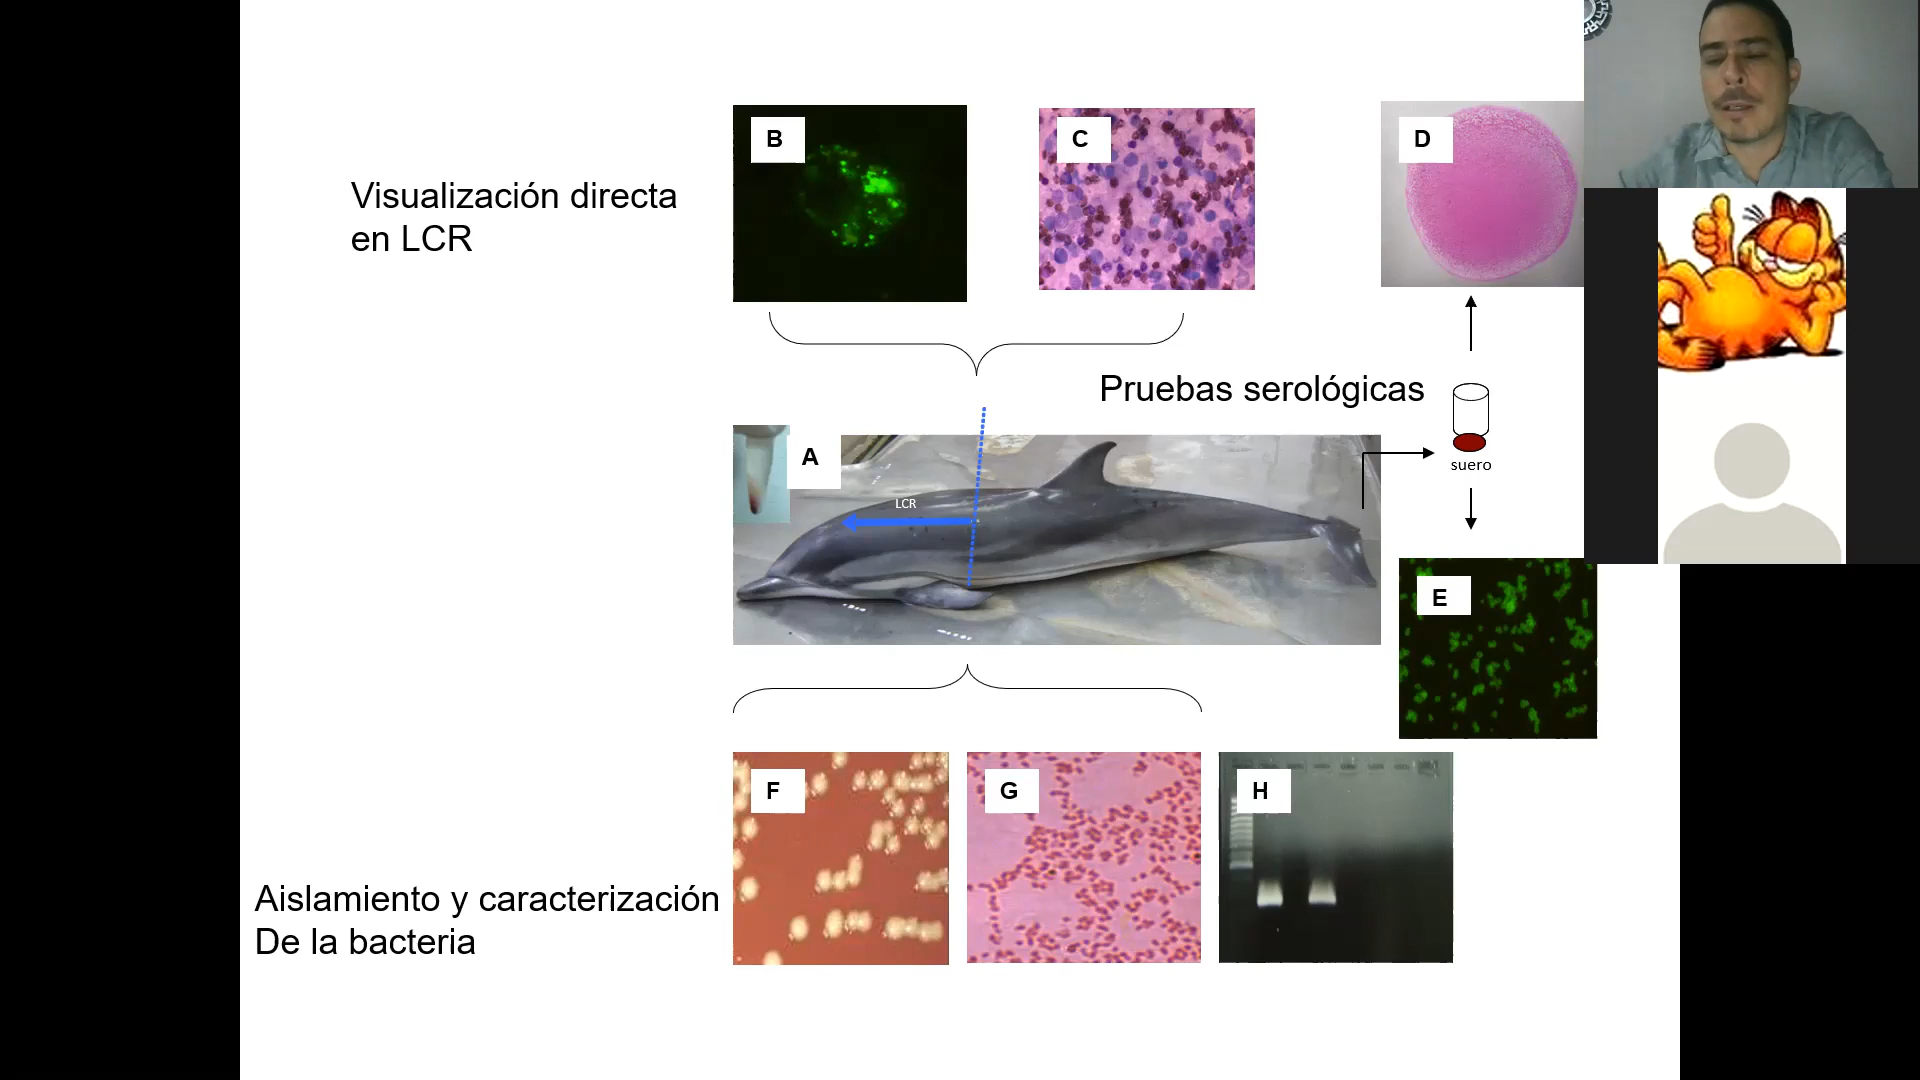 B
C
D
Visualización directa
en LCR
Pruebas serológicas
A
LCR
suero
E
F
G
H
Aislamiento y caracterización
De la bacteria